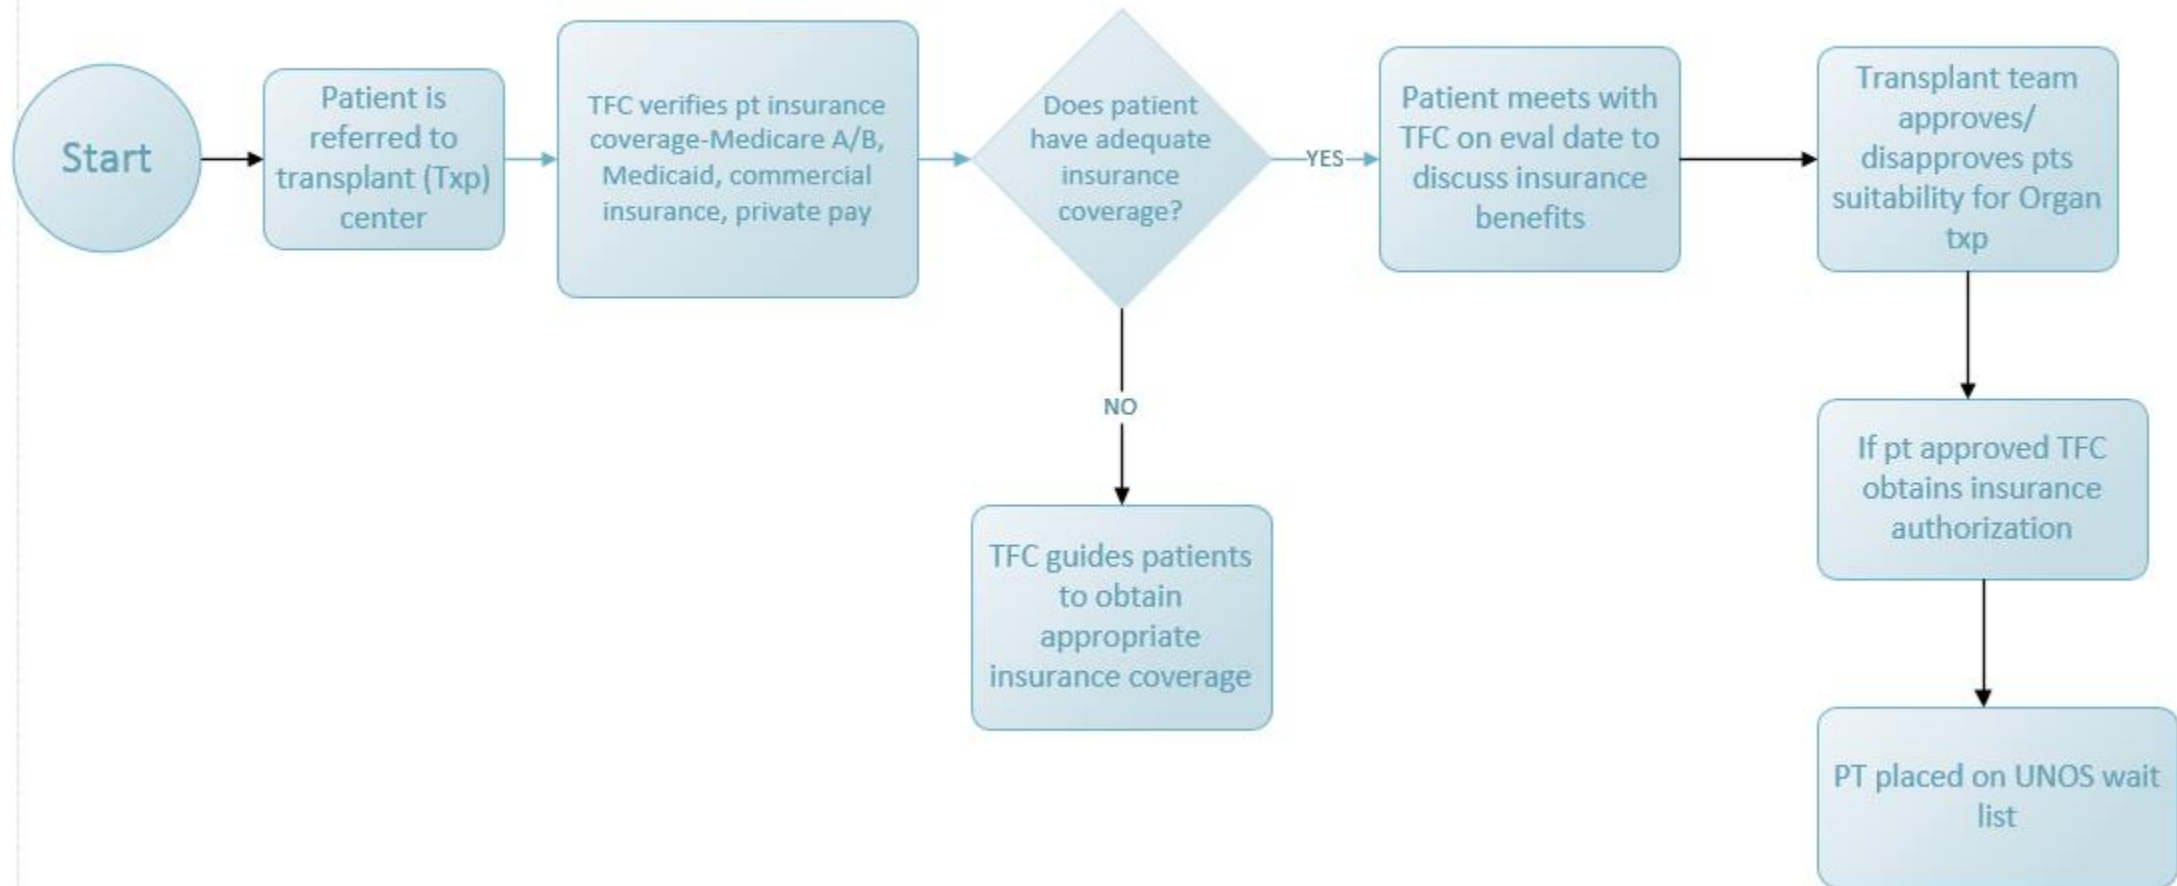 Start
Patient is
referred to
transplant (Txp)
center
TFC verifies pt insurance
coverage-Medicare A/B,
Medicaid, commercial
insurance, private pay
Does patient
have adequate
insurance
coverage?
YES
Patient meets with
TFC on eval date to
discuss insurance
benefits
Transplant team
approves/
disapproves pts
suitability for Organ
txp
NO
TFC guides patients
to obtain
appropriate
insurance coverage
If pt approved TFC
obtains insurance
authorization
PT placed on UNOS wait
list